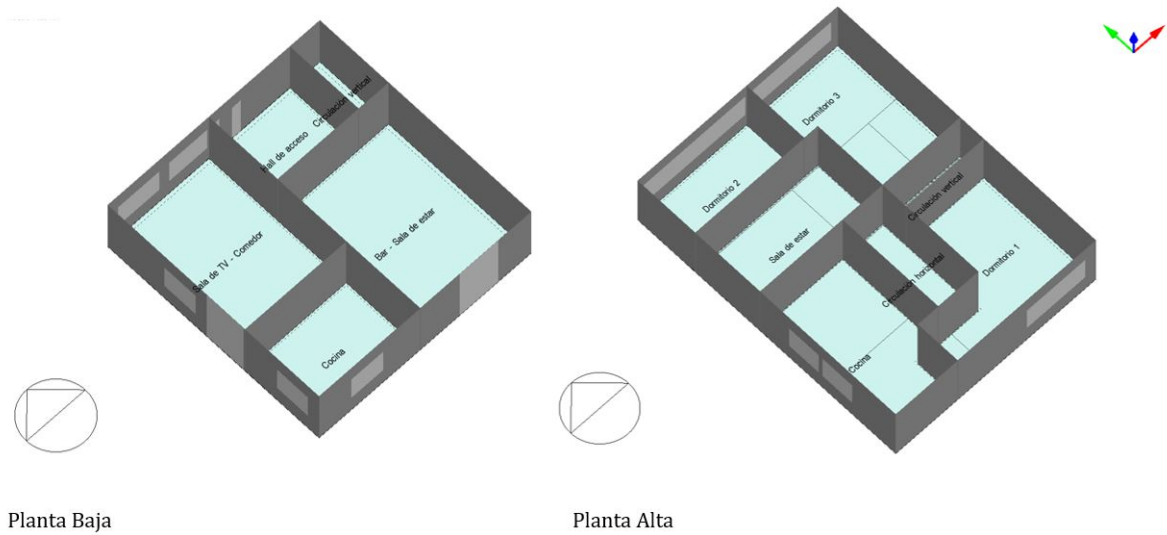 Circulación vertical
Hall de acceso
Sala de TV - Comedor
Bar - Sala de estar
Cocina
Dormitorio 3
Dormitorio 2
Circulación vertical
Sala de estar
Dormitorio 1
Circulación horizontal
Cocina
Planta Baja
Planta Alta